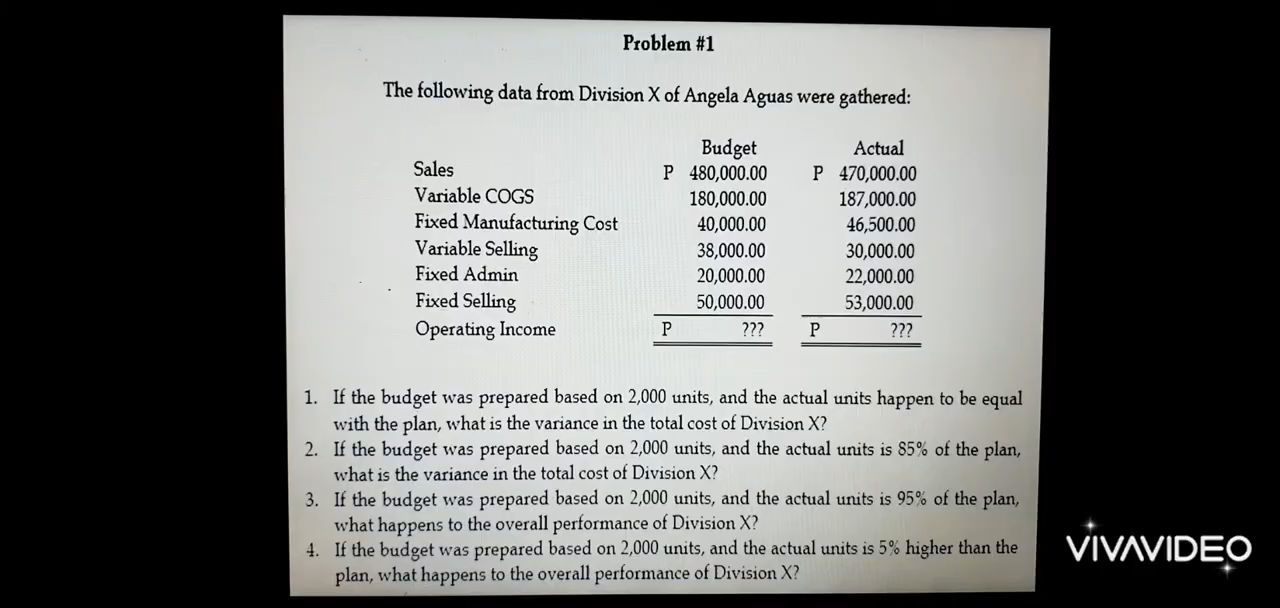 Problem #1
The following data from Division X of Angela Aguas were gathered:
Budget Actual
Sales P 480,000.00 P 470,000.00
Variable COGS 180,000.00 187,000.00
Fixed Manufacturing Cost 40,000.00 46,500.00
Variable Selling 38,000.00 30,000.00
Fixed Admin 20,000.00 22,000.00
Fixed Selling 50,000.00 53,000.00
Operating Income P ??? P ???
1. If the budget was prepared based on 2,000 units, and the actual units happen to be equal
with the plan, what is the variance in the total cost of Division X?
2. If the budget was prepared based on 2,000 units, and the actual units is 85% of the plan,
what is the variance in the total cost of Division X?
3. If the budget was prepared based on 2,000 units, and the actual units is 95% of the plan,
what happens to the overall performance of Division X?
4. If the budget was prepared based on 2,000 units, and the actual units is 5% higher than the
plan, what happens to the overall performance of Division X?
VIVAVIDEO